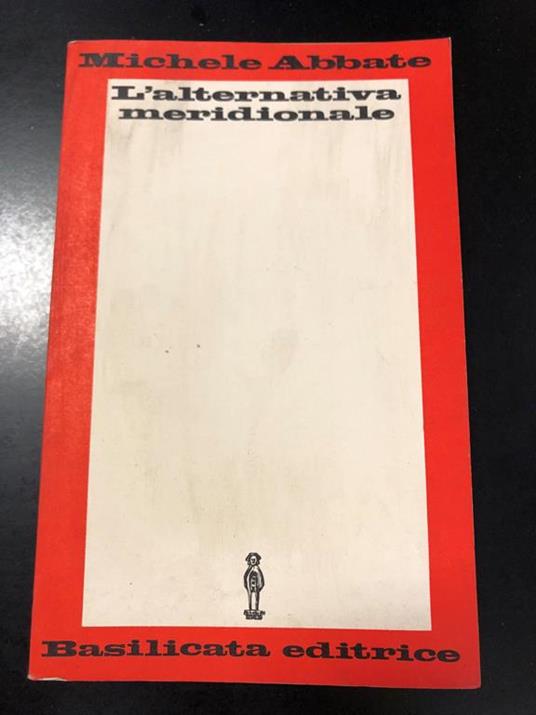 Michele Abbate
L'alternativa
meridionale
Basilicata editrice